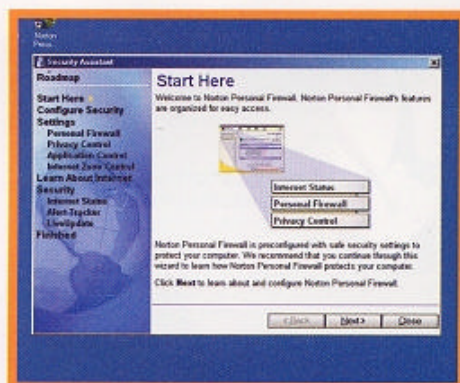 Norton
Security Assistant
Roadmap
Start Here
Configure Security
Settings
Personal Firewall
Privacy Control
Application Control
Internet Zone Control
Learn About Internet
Security
Internet Status
Alert Tracker
LiveUpdate
Finished
Start Here
Welcome to Norton Personal Firewall. Norton Personal Firewall's features
are organized for easy access.
Internet Status
Personal Firewall
Privacy Control
Norton Personal Firewall is preconfigured with safe security settings to
protect your computer. We recommend that you continue through this
wizard to learn how Norton Personal Firewall protects your computer.
Click Next to learn about and configure Norton Personal Firewall.
< Back
Next >
Close